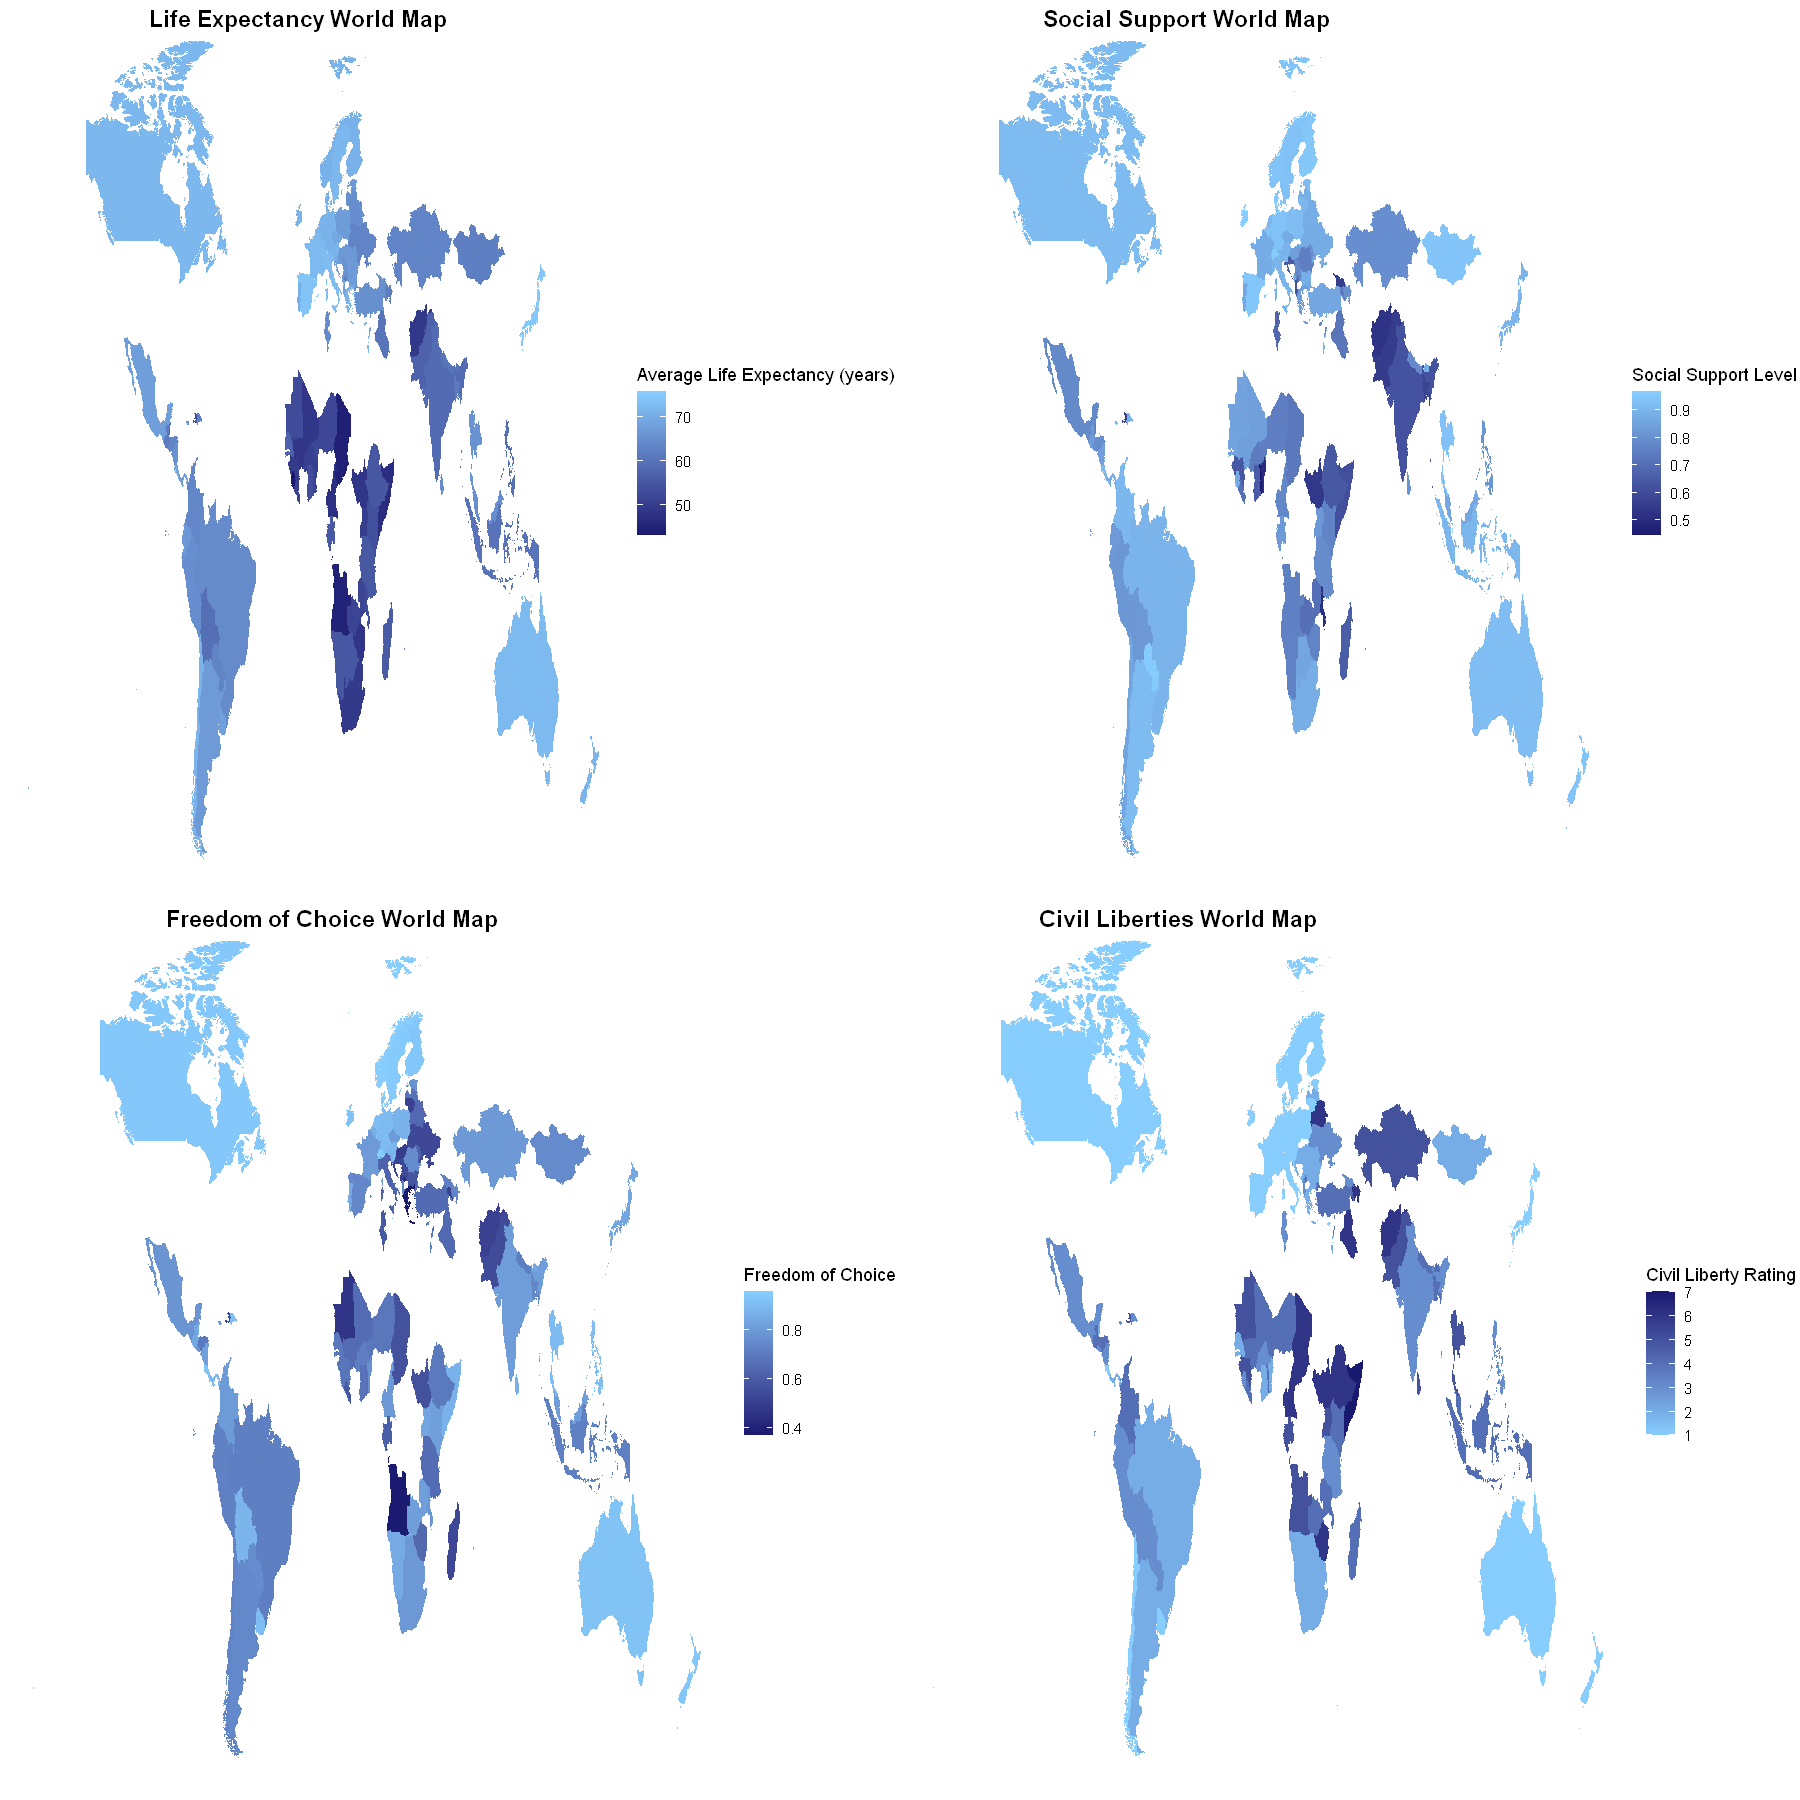 Life Expectancy World Map
Average Life Expectancy (years)
70
60
50
Social Support World Map
Social Support Level
0.9
0.8
0.7
0.6
0.5
Freedom of Choice World Map
Freedom of Choice
0.8
0.6
0.4
Civil Liberties World Map
Civil Liberty Rating
7
6
5
4
3
2
1